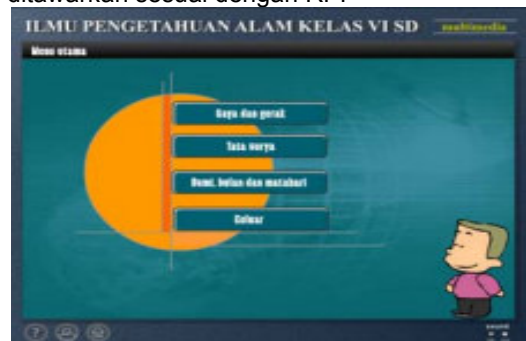 ditawarkan sesuai dengan RPP
ILMU PENGETAHUAN ALAM KELAS VI SD
multimedia
Menu utama
Gaya dan gerak
Tata surya
Bumi, bulan dan matahari
Keluar